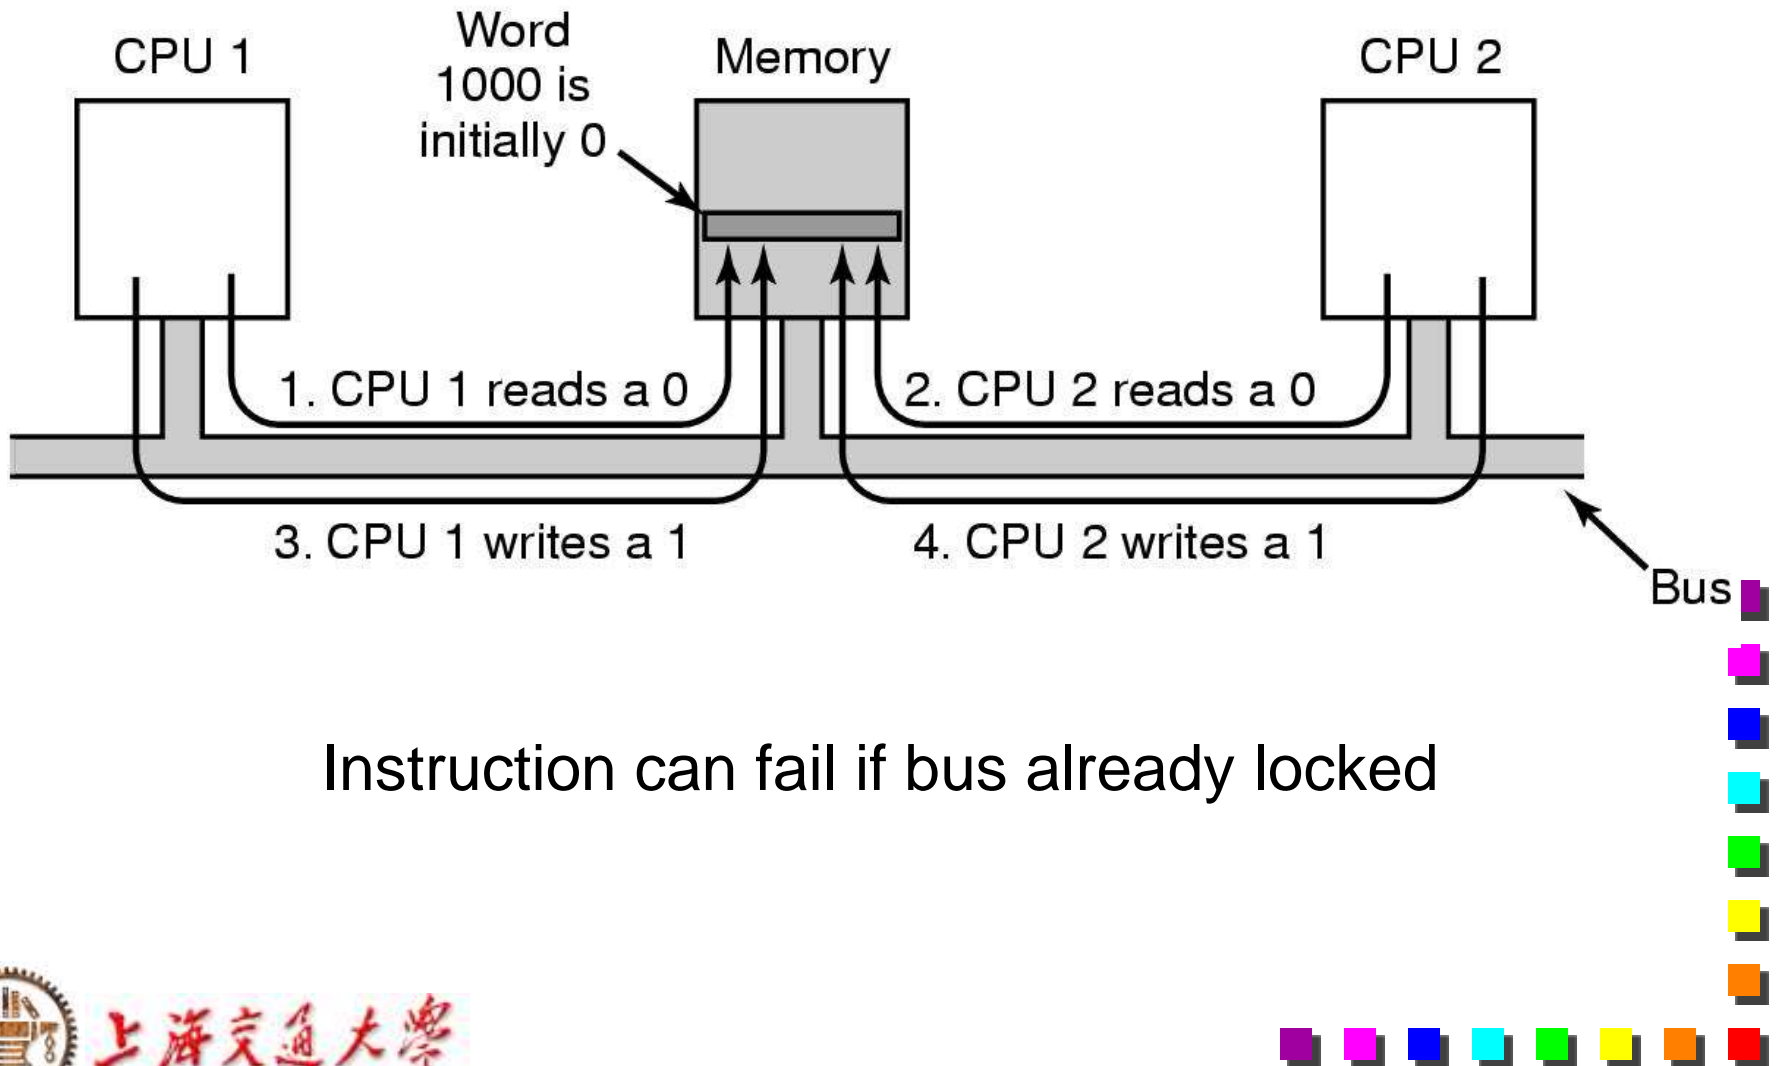 CPU 1
Word
1000 is
initially 0
Memory
CPU 2
1. CPU 1 reads a 0
2. CPU 2 reads a 0
3. CPU 1 writes a 1
4. CPU 2 writes a 1
Bus
Instruction can fail if bus already locked
上海交通大學